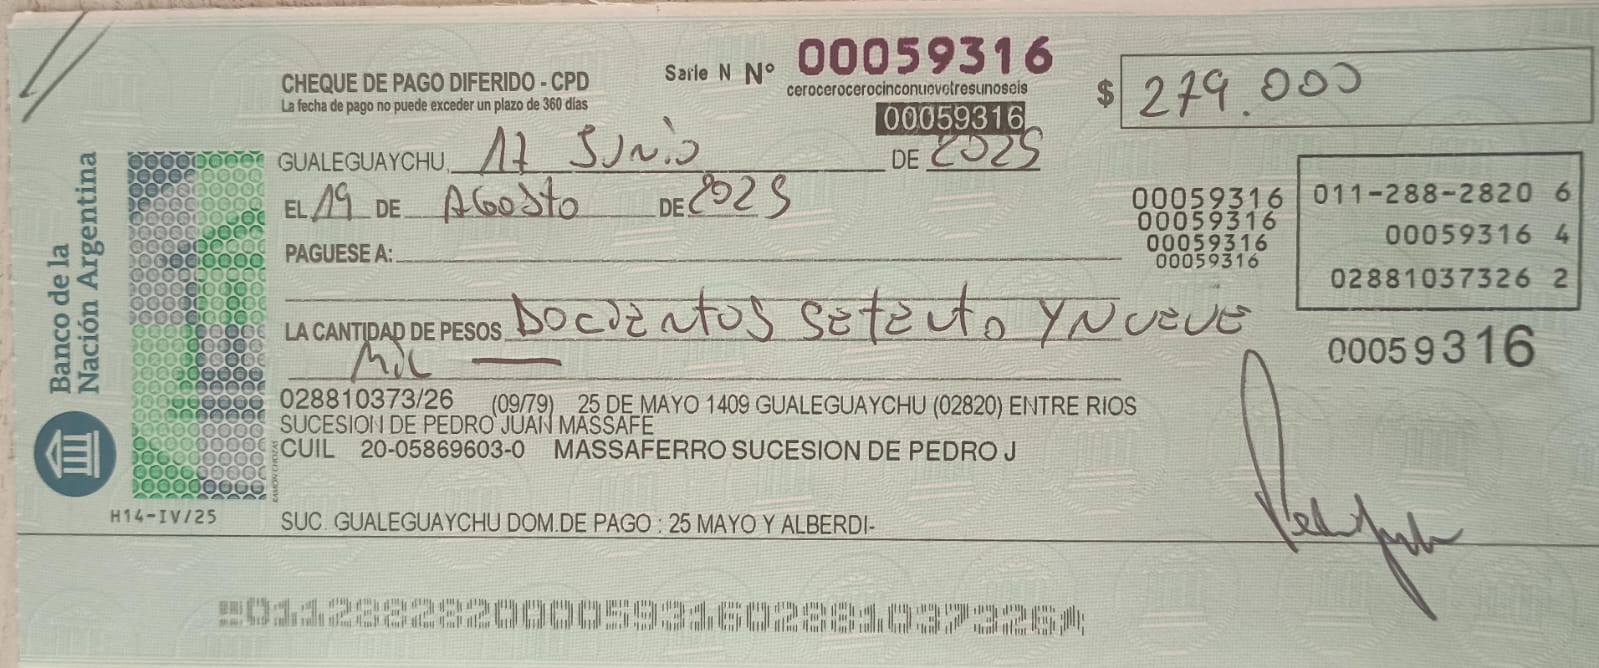 CHEQUE DE PAGO DIFERIDO - CPD
La fecha de pago no puede exceder un plazo de 360 días
Serie N Nº 00059316
cerocerocerocinconuevetresunoseis
00059316
$ 279.000
GUALEGUAYCHU, 17 Junio DE 2025
EL 19 DE Agosto DE 2025
PAGUESE A:
00059316
00059316
00059316
00059316
011-288-2820 6
00059316 4
02881037326 2
00059316
LA CANTIDAD DE PESOS Docientos setenta y nueve
Mil
028810373/26 (09/79) 25 DE MAYO 1409 GUALEGUAYCHU (02820) ENTRE RIOS
SUCESION DE PEDRO JUAN MASSAFE
CUIL 20-05869603-0 MASSAFERRO SUCESION DE PEDRO J
SUC. GUALEGUAYCHU DOM.DE PAGO : 25 MAYO Y ALBERDI-
Banco de la
Nación Argentina
H14-IV/25
01128828200005931602881037326